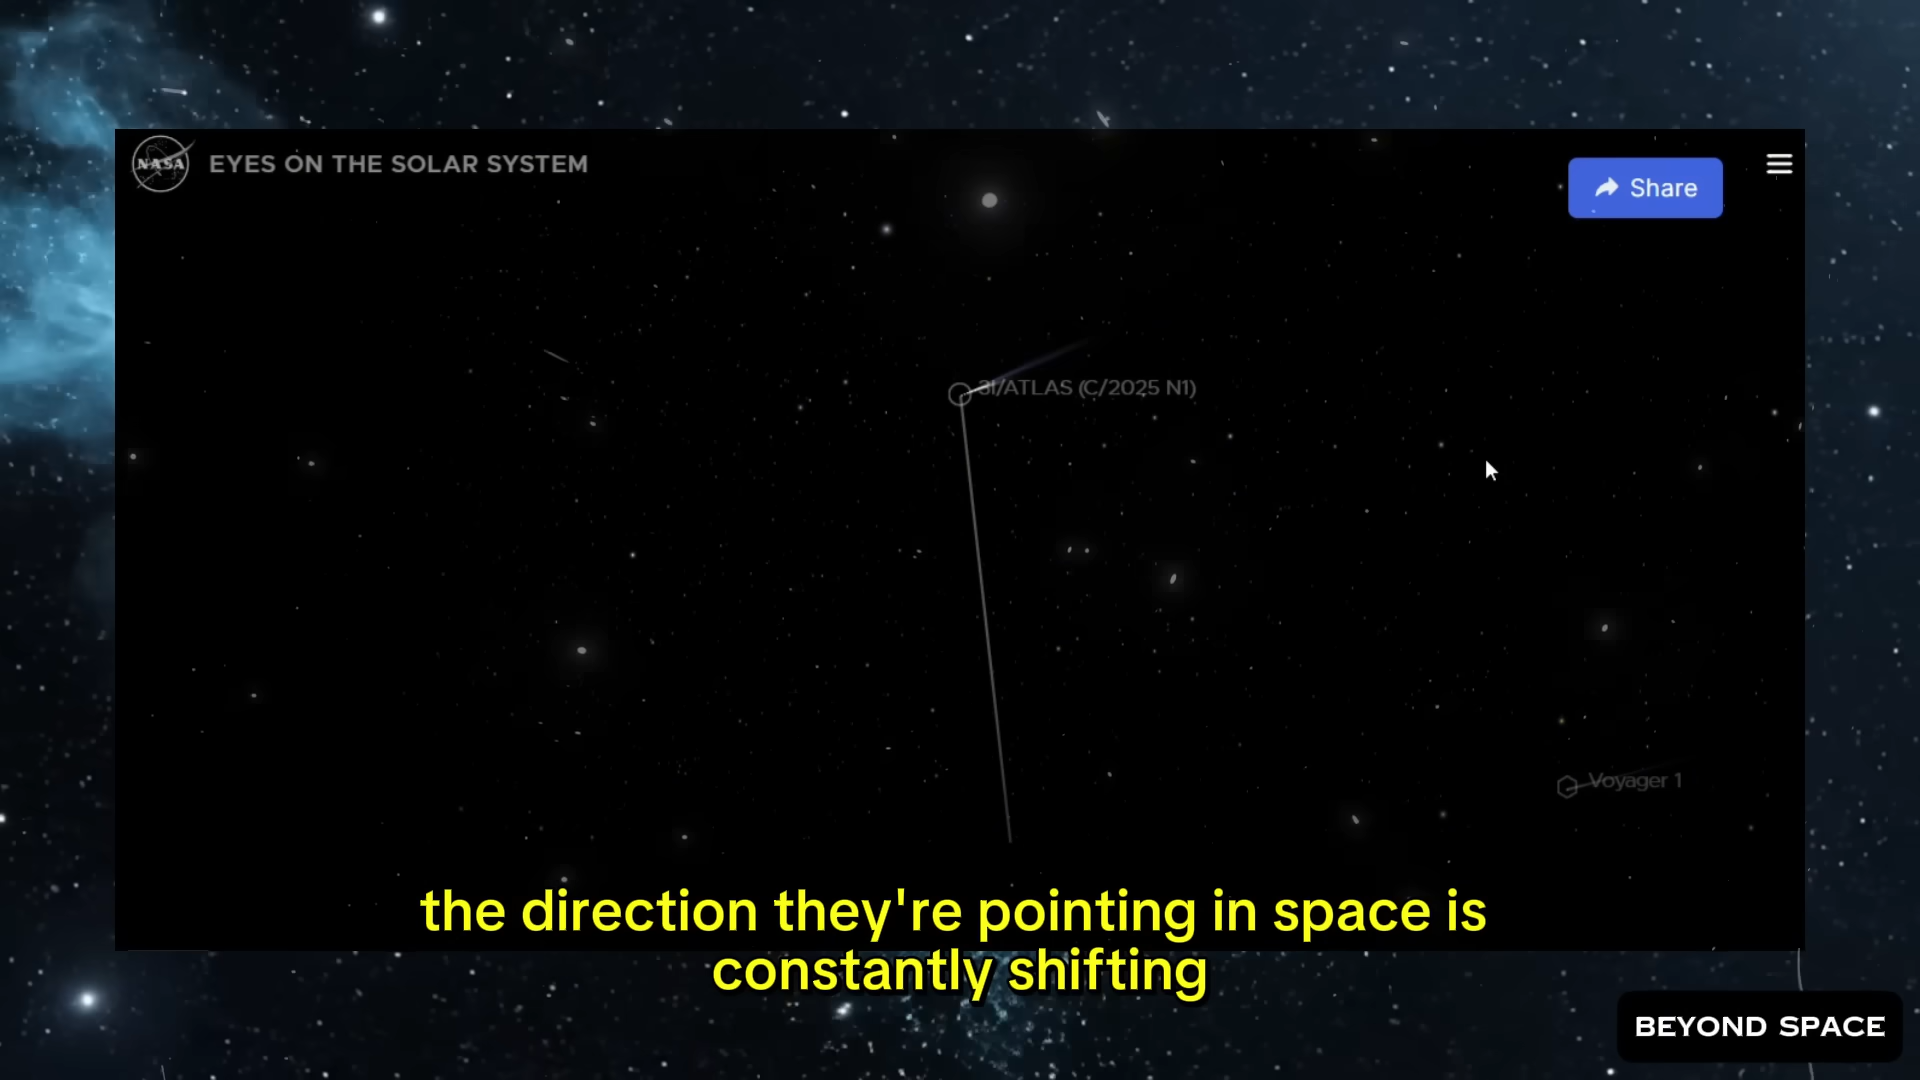 NASA
EYES ON THE SOLAR SYSTEM
Share
3I/ATLAS (C/2025 N1)
Voyager 1
the direction they're pointing in space is
constantly shifting
BEYOND SPACE